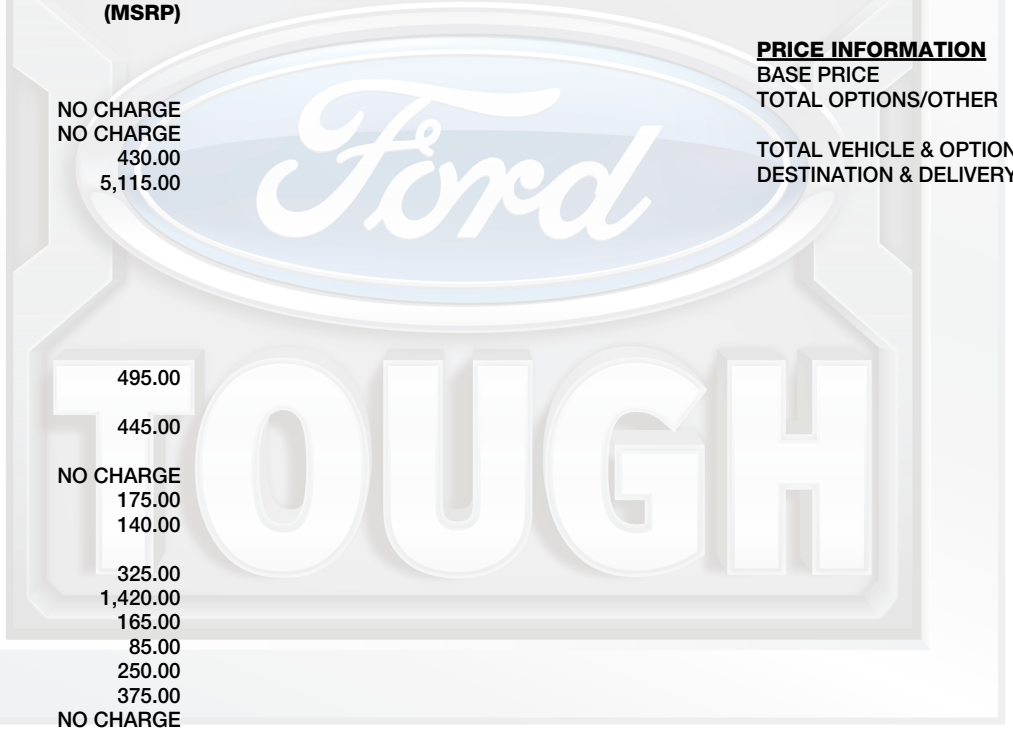 (MSRP)
NO CHARGE
NO CHARGE
430.00
5,115.00
495.00
445.00
NO CHARGE
175.00
140.00
325.00
1,420.00
165.00
85.00
250.00
375.00
NO CHARGE
PRICE INFORMATION
BASE PRICE
TOTAL OPTIONS/OTHER
TOTAL VEHICLE & OPTION
DESTINATION & DELIVERY
Ford
TOUGH